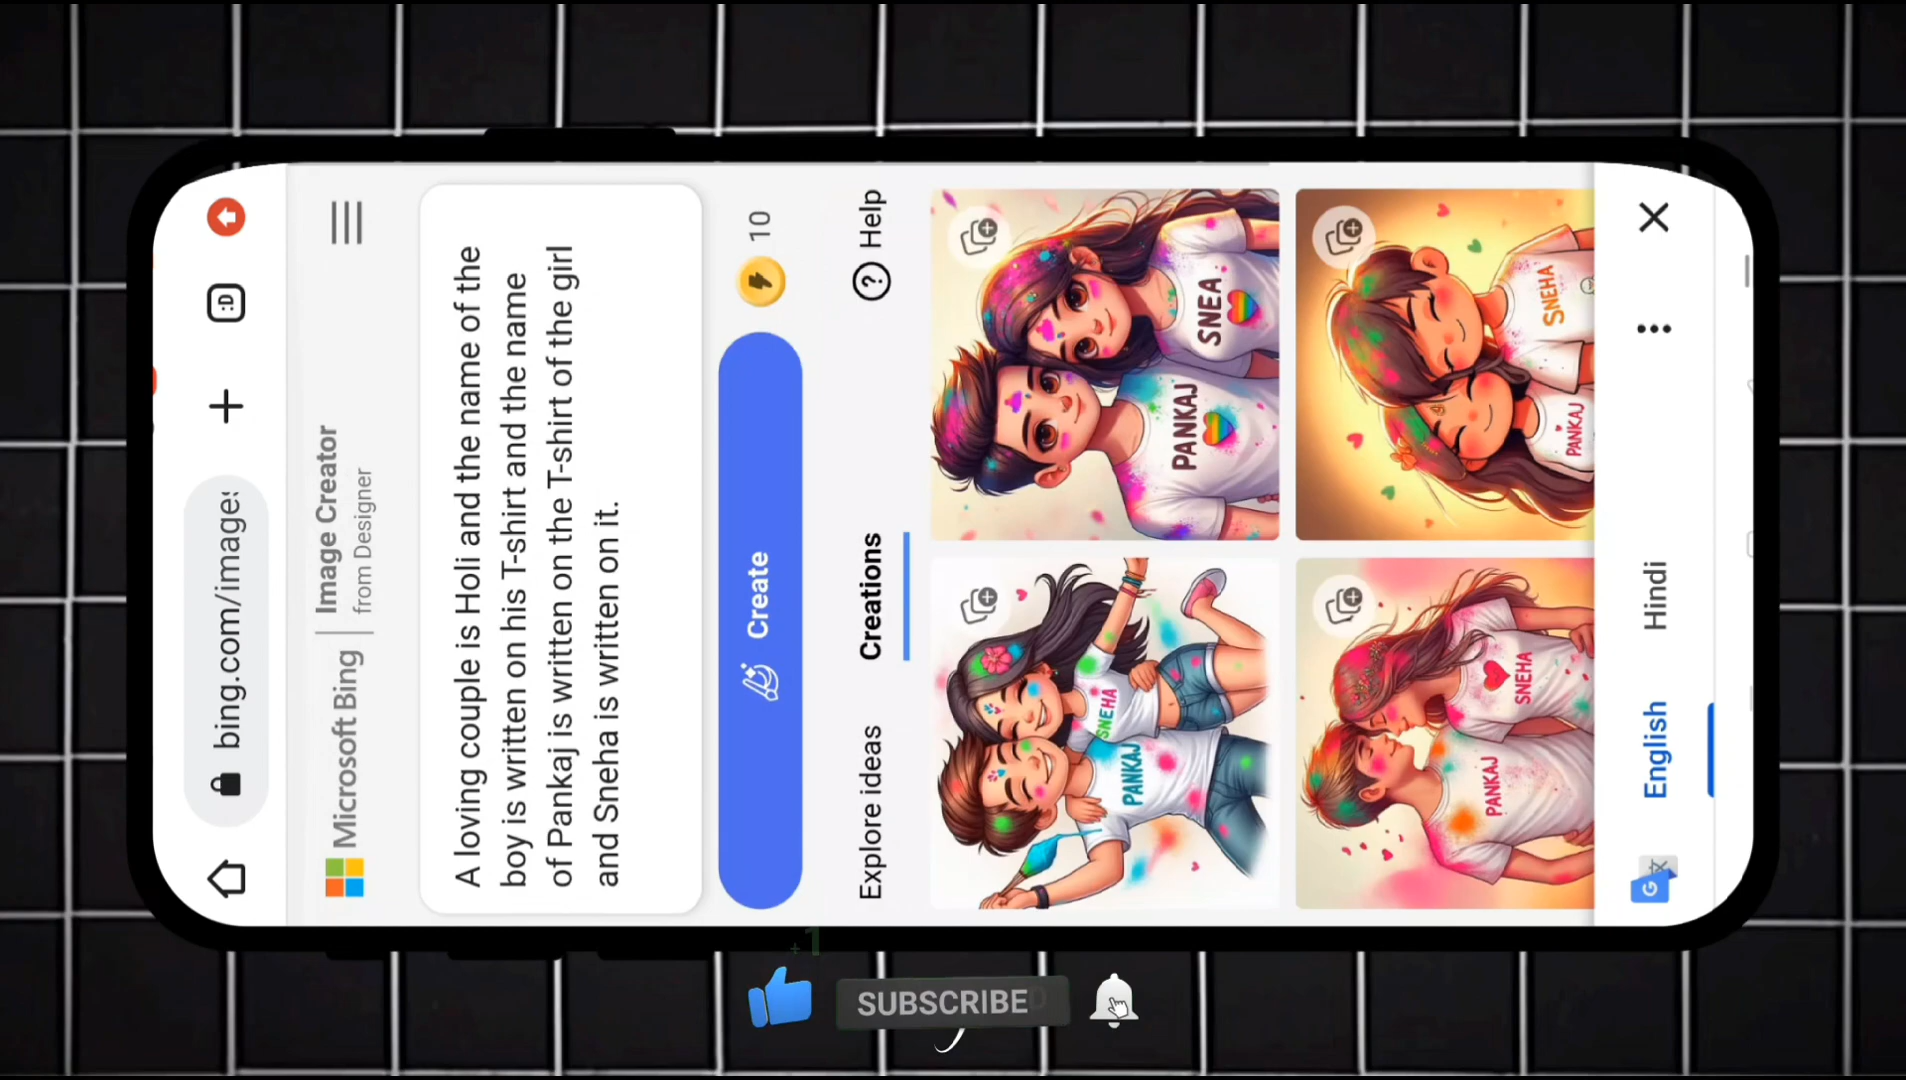 bing.com/images
:D
Microsoft Bing
Image Creator
from Designer
A loving couple is Holi and the name of the
boy is written on his T-shirt and the name
of Pankaj is written on the T-shirt of the girl
and Sneha is written on it.
Create
10
Explore ideas
Creations
Help
SNEHA
PANKAJ
SNEA
PANKAJ
SNEHA
PANKAJ
SNEHA
PANKAJ
English
Hindi
+1
SUBSCRIBE